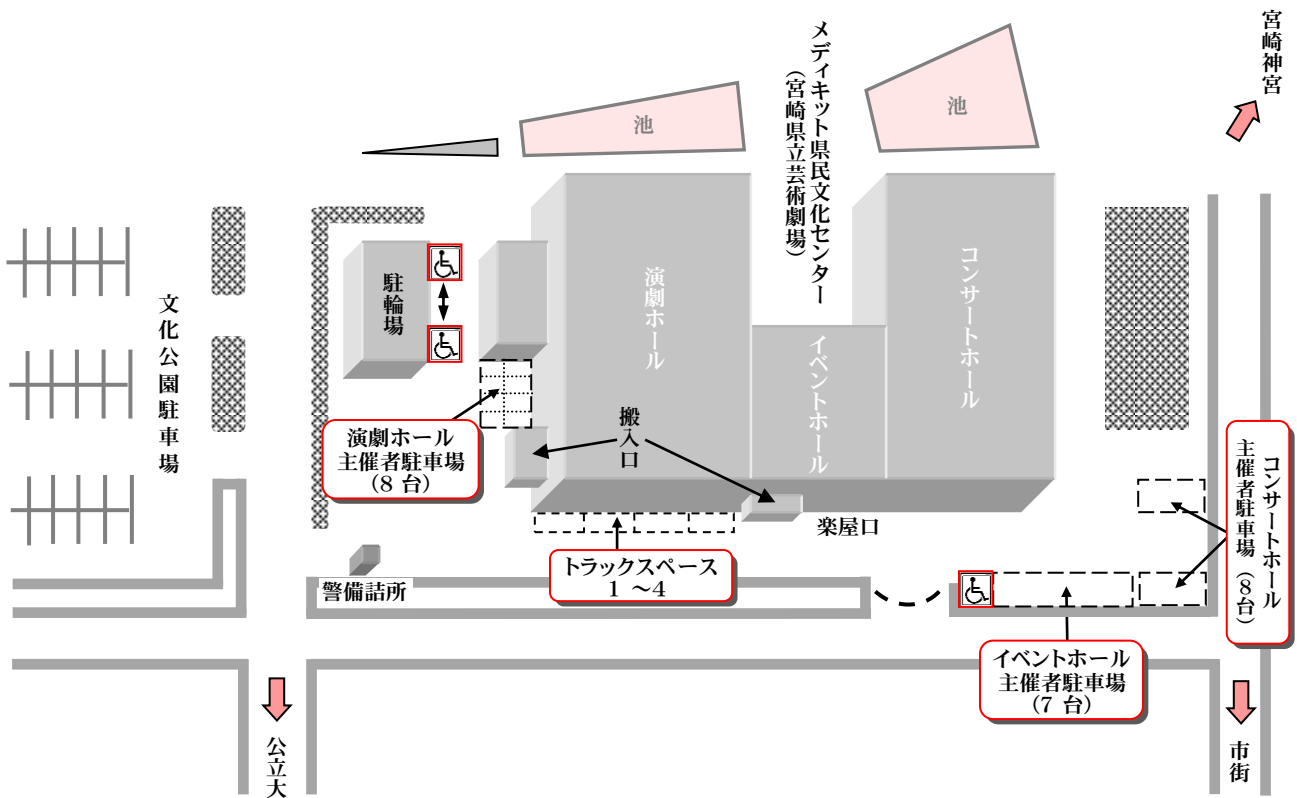 宮崎神宮
メディキット県民文化センター
（宮崎県立芸術劇場）
池
池
駐輪場
文化公園駐車場
演劇ホール
コンサートホール
イベントホール
搬入口
演劇ホール
主催者駐車場
（８ 台）
楽屋口
トラックスペース
１ ～４
警備詰所
コンサートホール
主催者駐車場（８台）
イベントホール
主催者駐車場
（７ 台）
公立大
市街